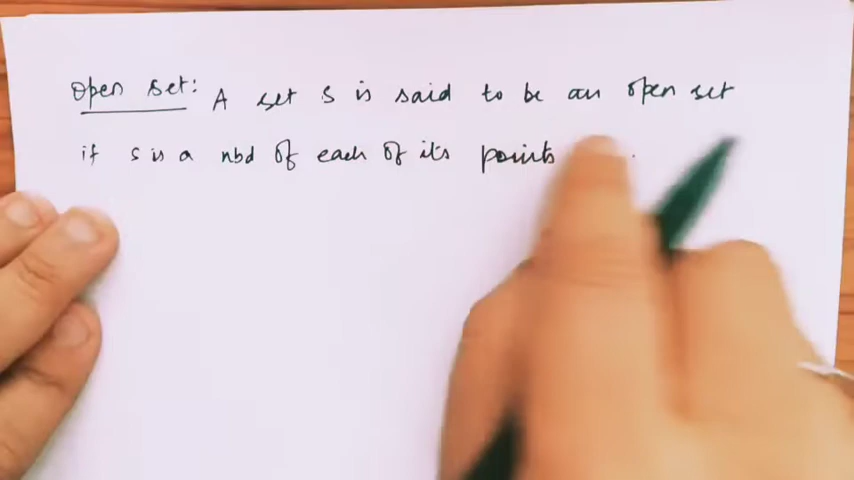 open set: A set S is said to be an open set
if S is a nbd of each of its points